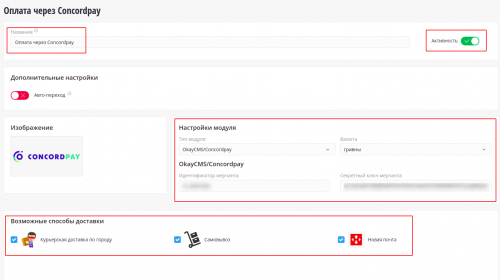 Оплата через Concordpay
Название
Оплата через Concordpay
Активность
Дополнительные настройки
Авто-переход
Изображение
CONCORDPAY
Настройки модуля
Тип модуля
Валюта
OkayCMS/Concordpay
гривны
OkayCMS/Concordpay
Идентификатор мерчанта
Секретный ключ мерчанта
Возможные способы доставки
Курьерская доставка по городу
Самовывоз
Новая почта